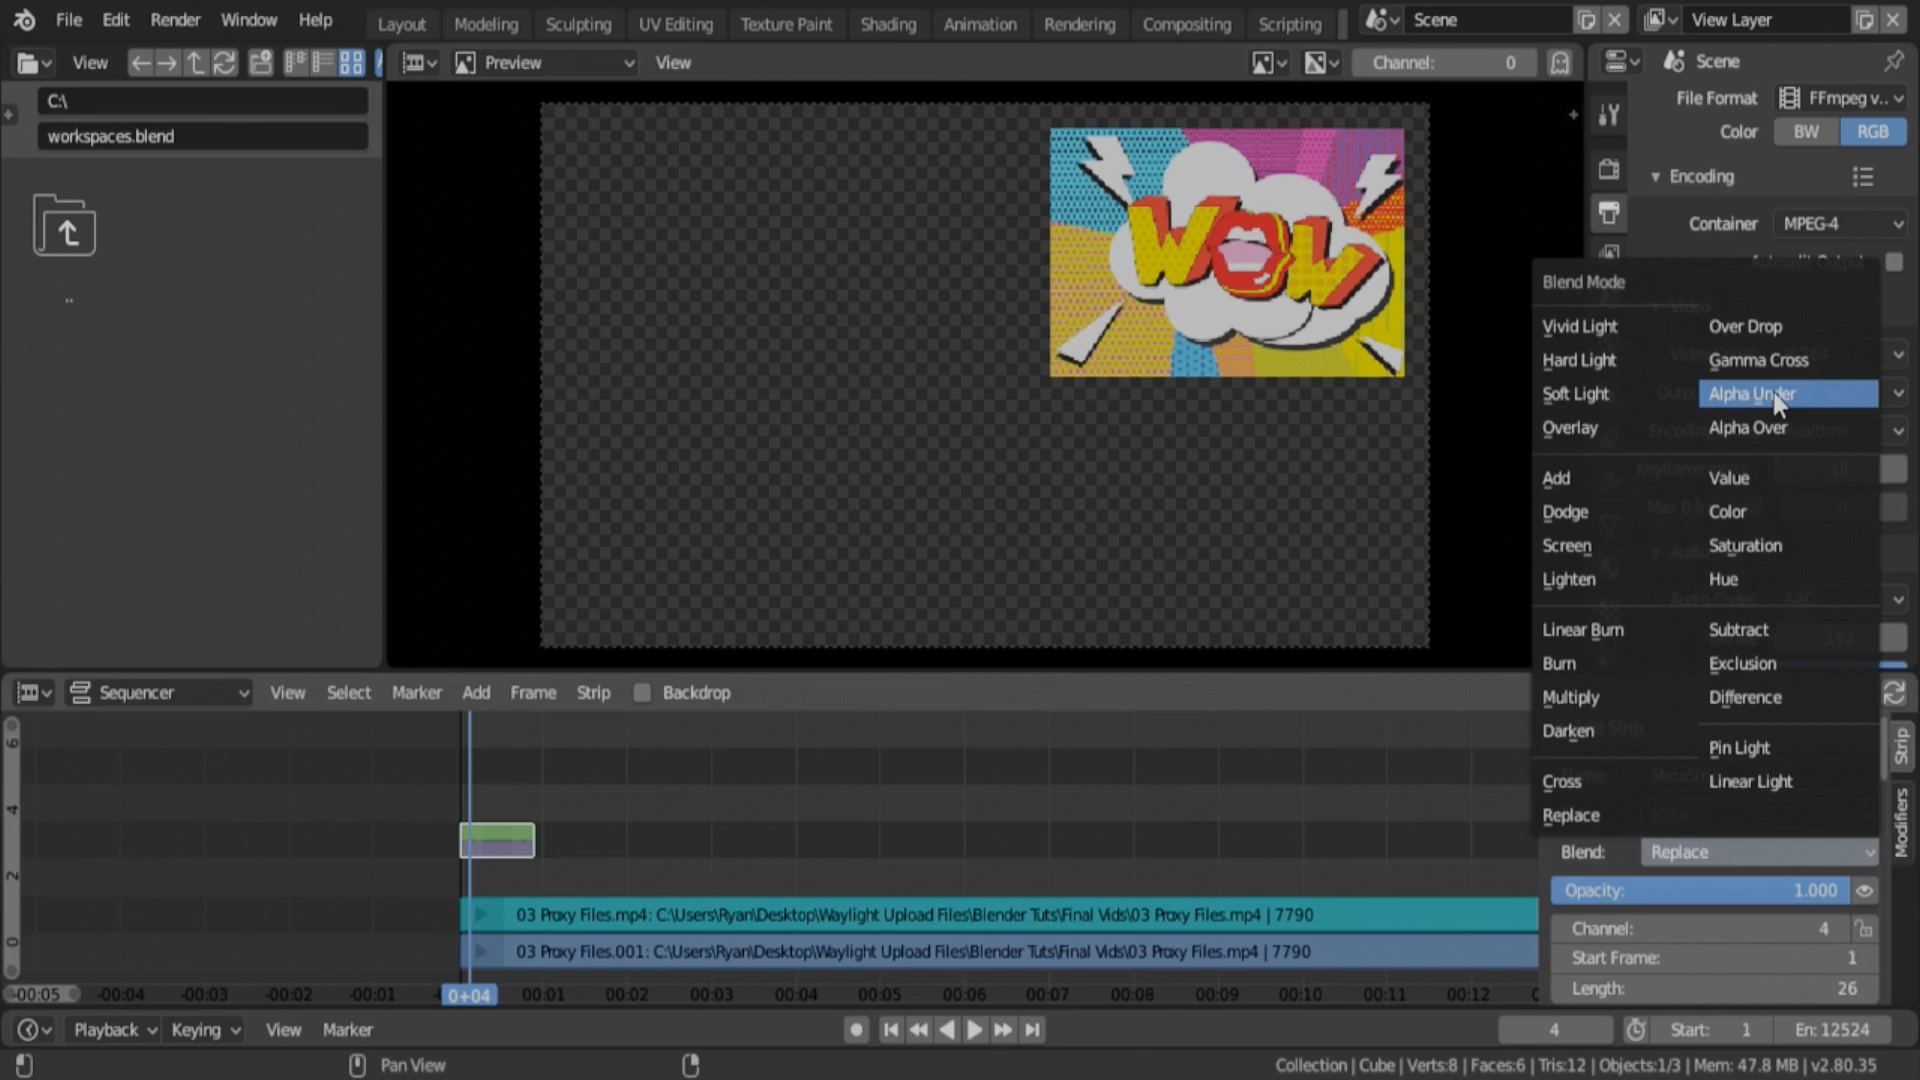 File Edit Render Window Help Layout Modeling Sculpting UV Editing Texture Paint Shading Animation Rendering Compositing Scripting Scene View Layer
View Preview View Channel: 0 Scene
C:\
workspaces.blend
..
WOW
File Format FFmpeg v..
Color BW RGB
Encoding
Container MPEG-4
Autosplit Output
Blend Mode
Vivid Light Over Drop
Hard Light Gamma Cross
Soft Light Alpha Under
Overlay Alpha Over
Add Value
Dodge Color
Screen Saturation
Lighten Hue
Linear Burn Subtract
Burn Exclusion
Multiply Difference
Darken
Pin Light
Cross Linear Light
Replace
Blend: Replace
Opacity: 1.000
Channel: 4
Start Frame: 1
Length: 26
Strip
Modifiers
Sequencer View Select Marker Add Frame Strip Backdrop
6
4
2
0
03 Proxy Files.mp4: C:\Users\Ryan\Desktop\Waylight Upload Files\Blender Tuts\Final Vids\03 Proxy Files.mp4 | 7790
03 Proxy Files.001: C:\Users\Ryan\Desktop\Waylight Upload Files\Blender Tuts\Final Vids\03 Proxy Files.mp4 | 7790
-00:05 -00:04 -00:03 -00:02 -00:01 0+04 00:01 00:02 00:03 00:04 00:05 00:06 00:07 00:08 00:09 00:10 00:11 00:12
Playback Keying View Marker 4 Start: 1 En: 12524
Pan View Collection | Cube | Verts:8 | Faces:6 | Tris:12 | Objects:1/3 | Mem: 47.8 MB | v2.80.35